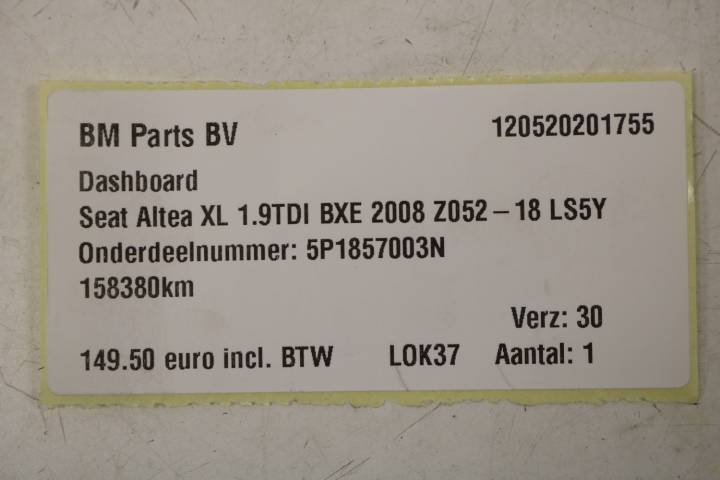 BM Parts BV 120520201755
Dashboard
Seat Altea XL 1.9TDI BXE 2008 Z052 – 18 LS5Y
Onderdeelnummer: 5P1857003N
158380km
Verz: 30
149.50 euro incl. BTW LOK37 Aantal: 1